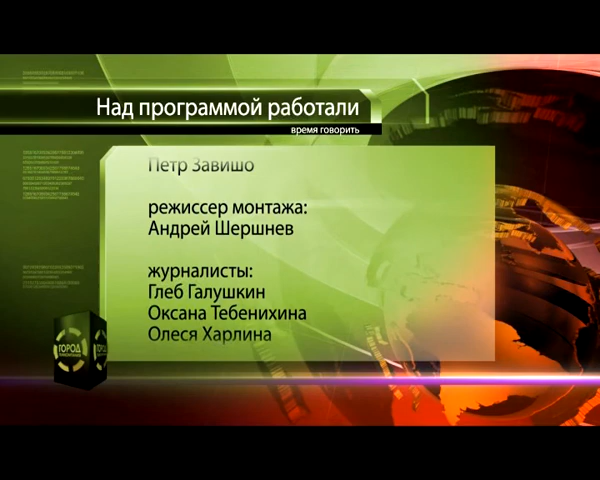 Над программой работали
время говорить
Петр Завишо
режиссер монтажа:
Андрей Шершнев
журналисты:
Глеб Галушкин
Оксана Тебенихина
Олеся Харлина
ГОРОД